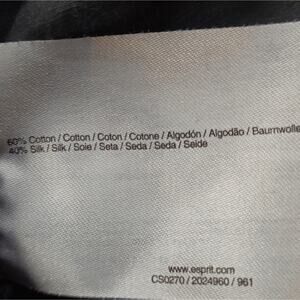 60% Cotton / Cotton / Coton / Cotone / Algodón / Algodão / Baumwolle
40% Silk / Silk / Soie / Seta / Seda / Seda / Seide
www.esprit.com
CS0270 / 2024960 / 961